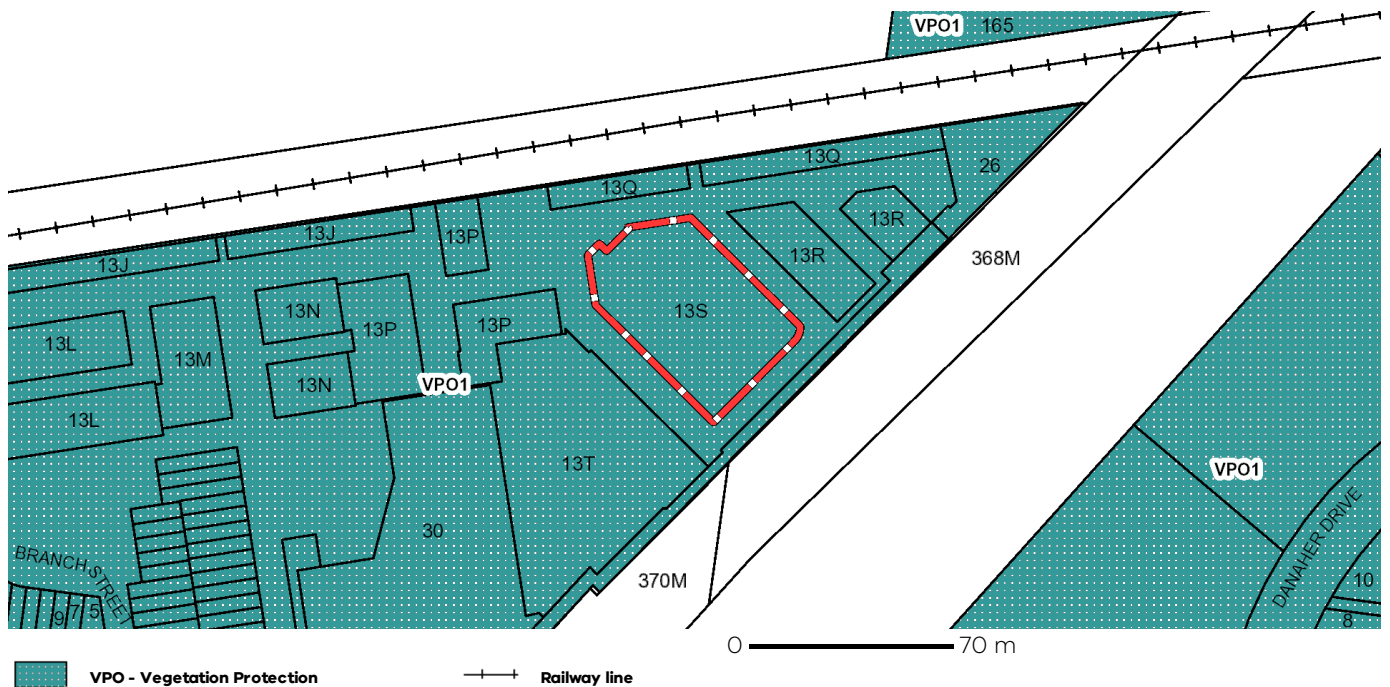 VPO1 165
13Q
13Q
26
13J
13P
13R
13J
13R
368M
13N
13S
13P
13P
13L
13M
13N
VPO1
13L
13T
VPO1
30
BRANCH STREET
DANAHER DRIVE
370M
10
9 7 5
8
0 70 m
VPO - Vegetation Protection Railway line